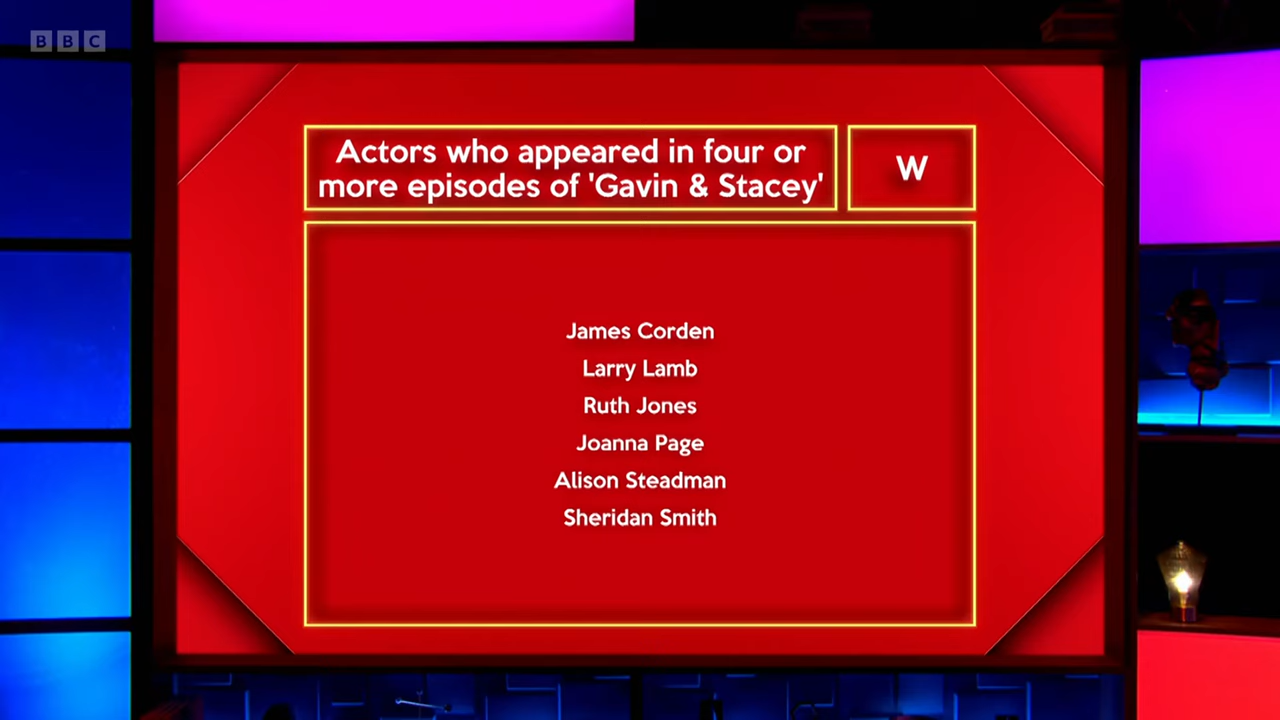 BBC
Actors who appeared in four or
more episodes of 'Gavin & Stacey'
W
James Corden
Larry Lamb
Ruth Jones
Joanna Page
Alison Steadman
Sheridan Smith